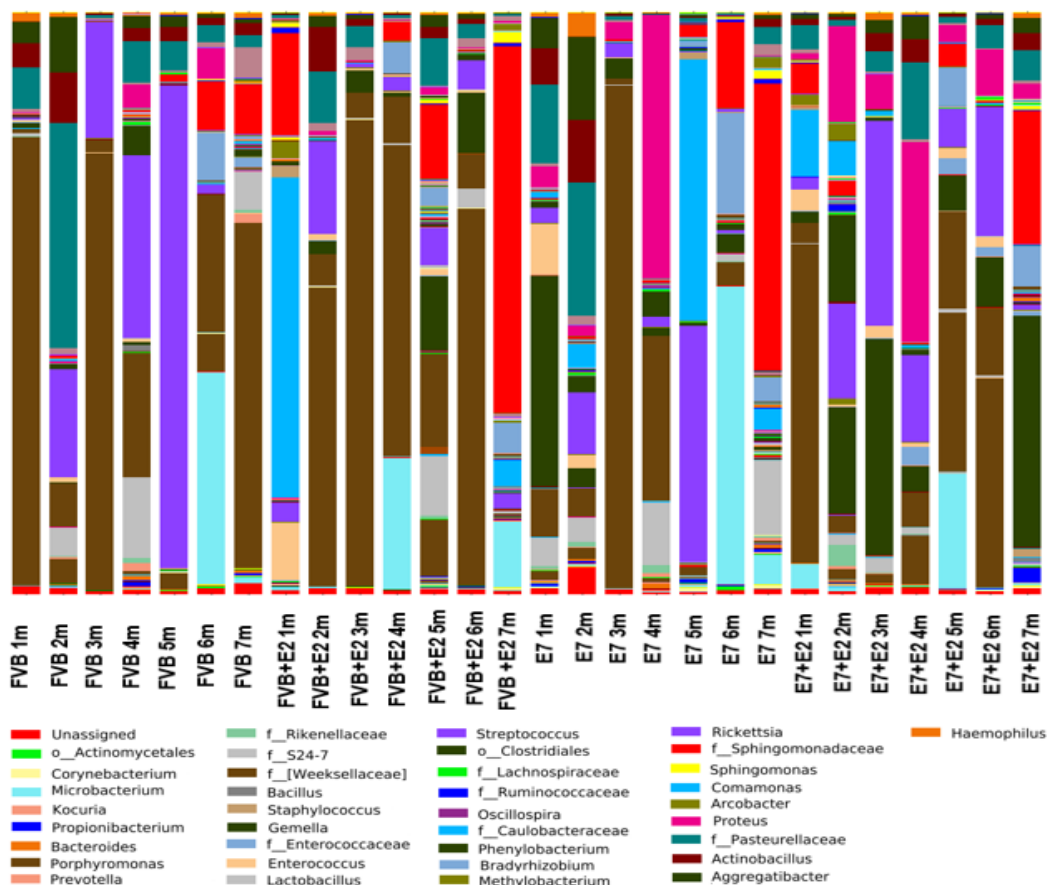 FVB 1m
FVB 2m
FVB 3m
FVB 4m
FVB 5m
FVB 6m
FVB 7m
FVB+E2 1m
FVB+E2 2m
FVB+E2 3m
FVB+E2 4m
FVB+E2 5m
FVB+E2 6m
FVB +E2 7m
E7 1m
E7 2m
E7 3m
E7 4m
E7 5m
E7 6m
E7 7m
E7+E2 1m
E7+E2 2m
E7+E2 3m
E7+E2 4m
E7+E2 5m
E7+E2 6m
E7+E2 7m
Unassigned
o__Actinomycetales
Corynebacterium
Microbacterium
Kocuria
Propionibacterium
Bacteroides
Porphyromonas
Prevotella
f__Rikenellaceae
f__S24-7
f__[Weeksellaceae]
Bacillus
Staphylococcus
Gemella
f__Enterococcaceae
Enterococcus
Lactobacillus
Streptococcus
o__Clostridiales
f__Lachnospiraceae
f__Ruminococcaceae
Oscillospira
f__Caulobacteraceae
Phenylobacterium
Bradyrhizobium
Methylobacterium
Rickettsia
f__Sphingomonadaceae
Sphingomonas
Comamonas
Arcobacter
Proteus
f__Pasteurellaceae
Actinobacillus
Aggregatibacter
Haemophilus